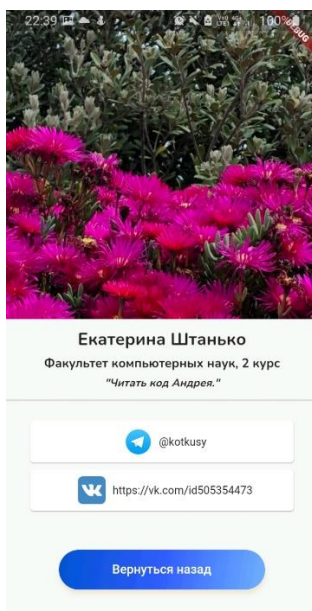 22:39 100%
DEBUG
Екатерина Штанько
Факультет компьютерных наук, 2 курс
"Читать код Андрея."
@kotkusy
https://vk.com/id505354473
Вернуться назад